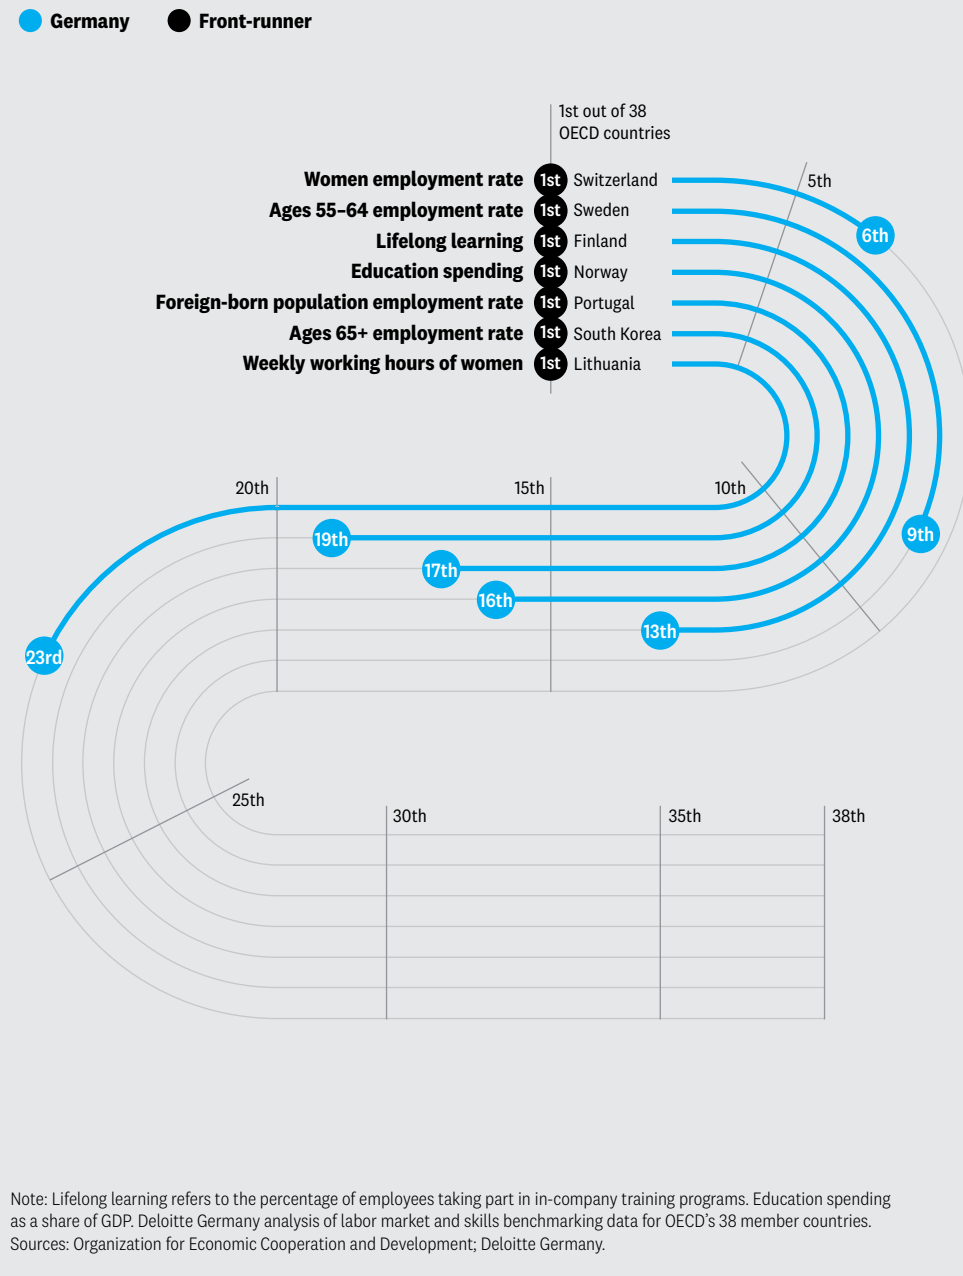 Germany
Front-runner
1st out of 38
OECD countries
Women employment rate 1st Switzerland
5th
Ages 55–64 employment rate 1st Sweden
6th
Lifelong learning 1st Finland
Education spending 1st Norway
Foreign-born population employment rate 1st Portugal
Ages 65+ employment rate 1st South Korea
Weekly working hours of women 1st Lithuania
20th 15th 10th
9th
19th
17th
16th
13th
23rd
25th
30th 35th 38th
Note: Lifelong learning refers to the percentage of employees taking part in in-company training programs. Education spending
as a share of GDP. Deloitte Germany analysis of labor market and skills benchmarking data for OECD’s 38 member countries.
Sources: Organization for Economic Cooperation and Development; Deloitte Germany.